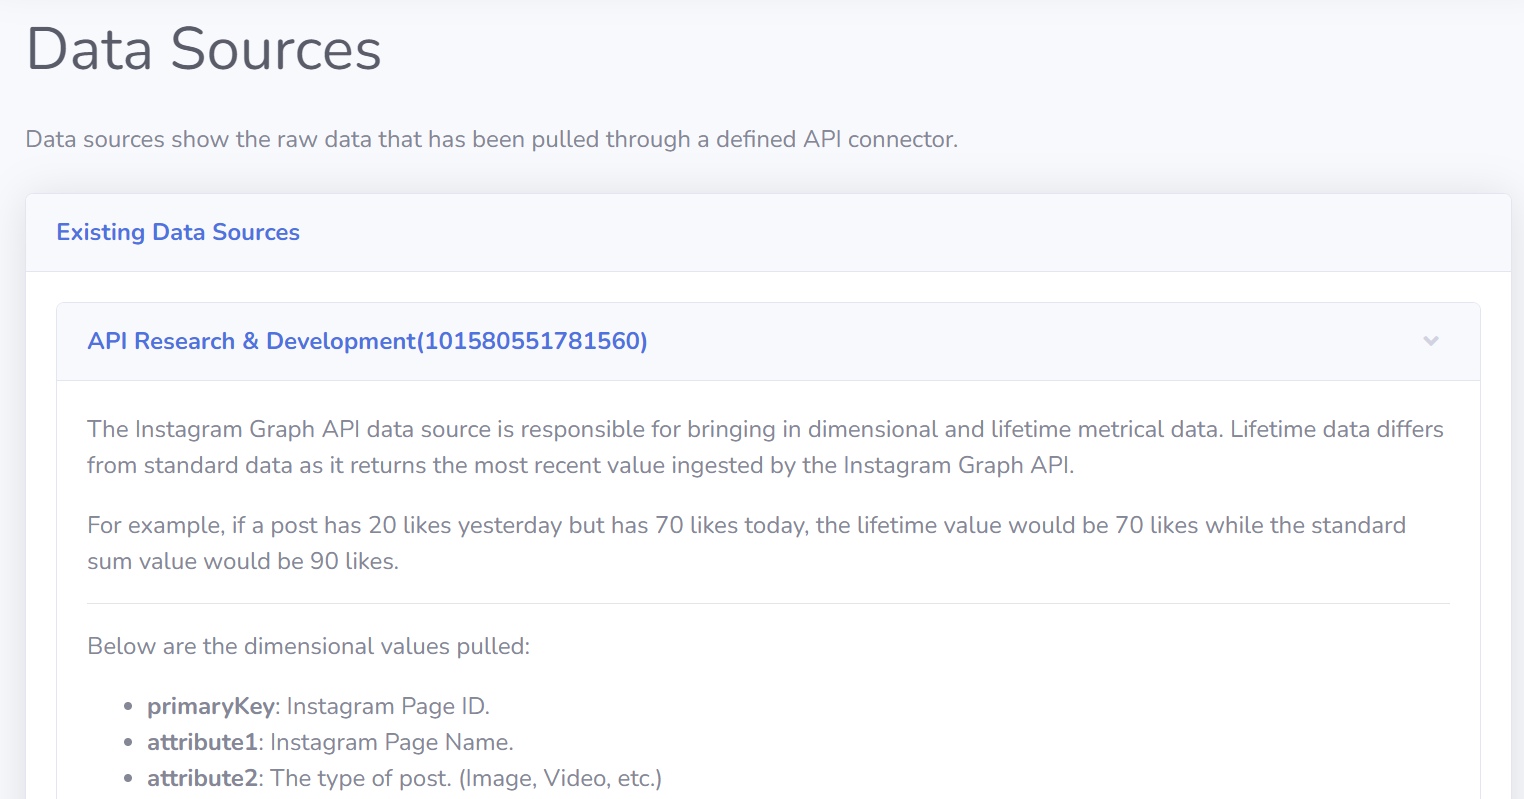 Data Sources
Data sources show the raw data that has been pulled through a defined API connector.
Existing Data Sources
API Research & Development(101580551781560)
The Instagram Graph API data source is responsible for bringing in dimensional and lifetime metrical data. Lifetime data differs
from standard data as it returns the most recent value ingested by the Instagram Graph API.
For example, if a post has 20 likes yesterday but has 70 likes today, the lifetime value would be 70 likes while the standard
sum value would be 90 likes.
Below are the dimensional values pulled:
• primaryKey: Instagram Page ID.
• attribute1: Instagram Page Name.
• attribute2: The type of post. (Image, Video, etc.)